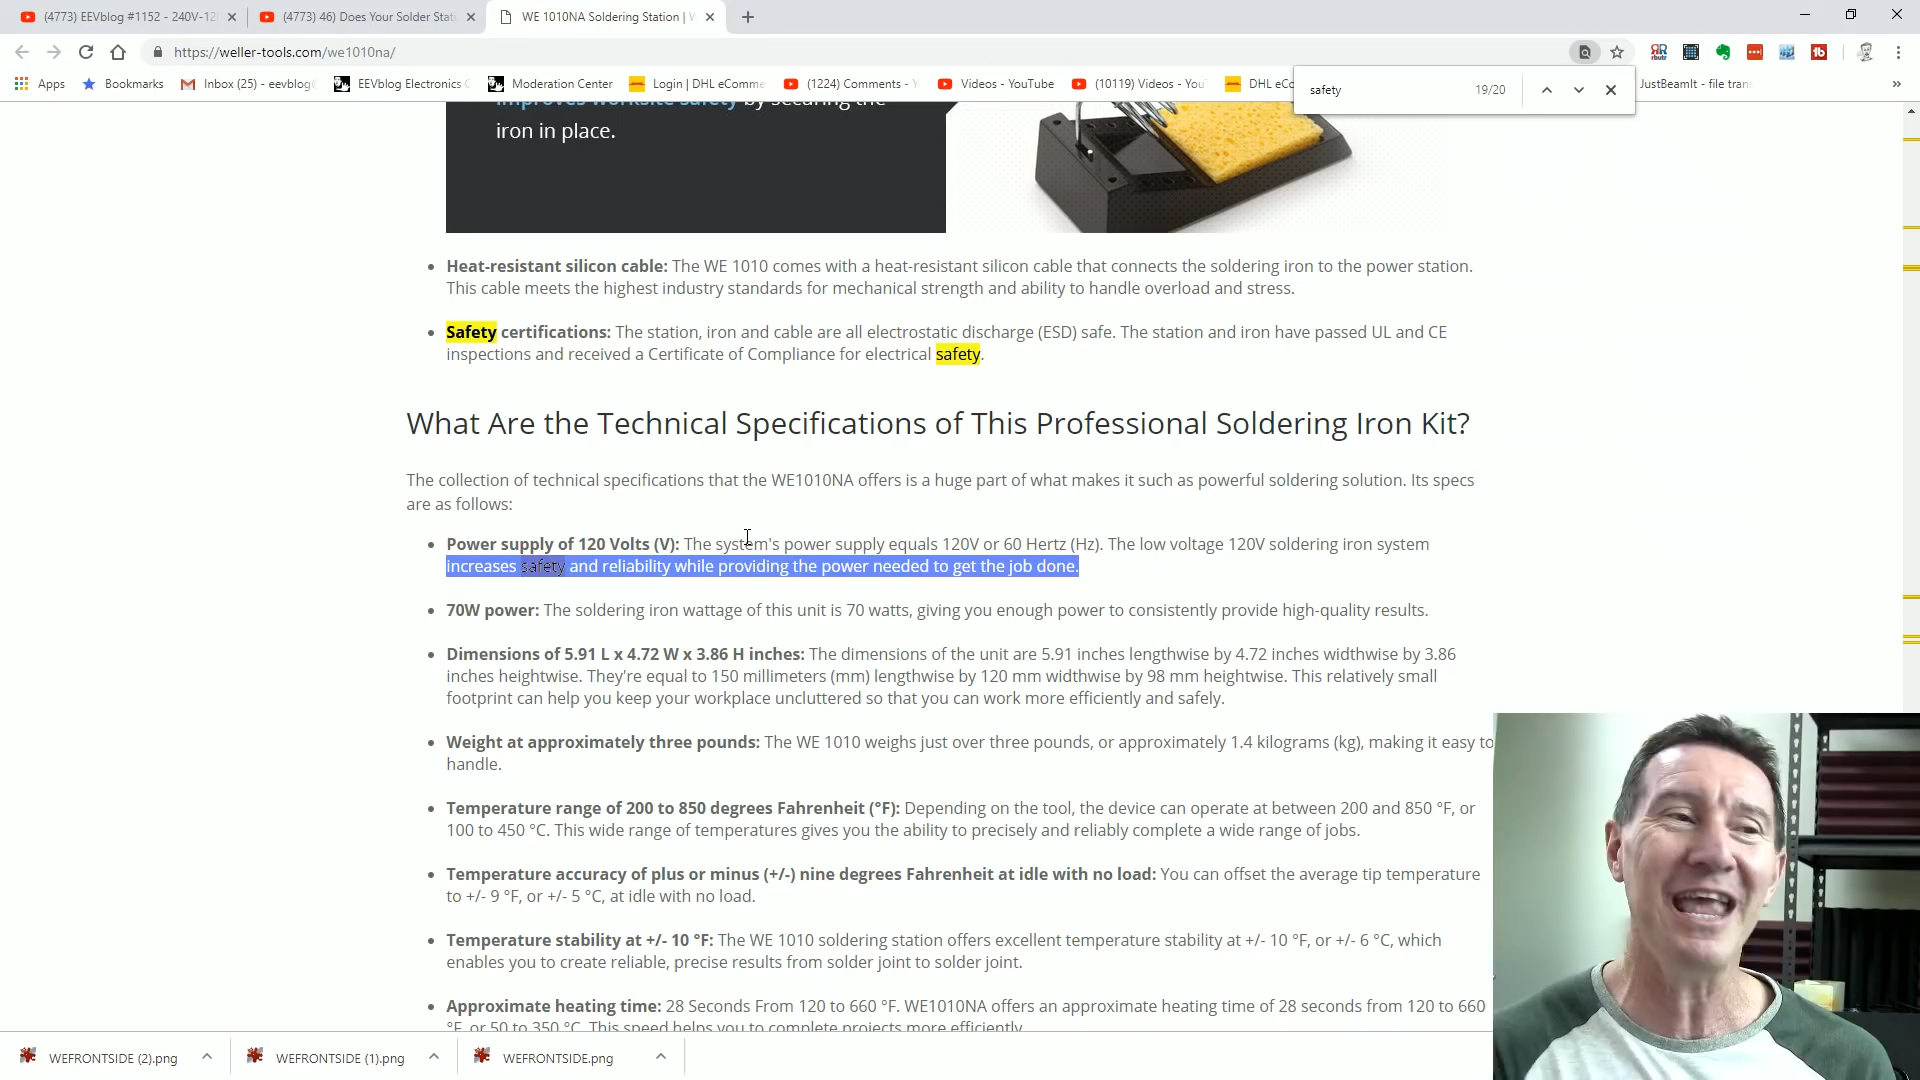 (4773) EEVblog #1152 - 240V-12
(4773) 46) Does Your Solder Stati
WE 1010NA Soldering Station | W
https://weller-tools.com/we1010na/
Apps
Bookmarks
Inbox (25) - eevblog
EEVblog Electronics C
Moderation Center
Login | DHL eComme
(1224) Comments - Y
Videos - YouTube
(10119) Videos - You
DHL eCo
JustBeamIt - file tran
safety
19/20
improves worksite safety by securing the
iron in place.
• Heat-resistant silicon cable: The WE 1010 comes with a heat-resistant silicon cable that connects the soldering iron to the power station.
This cable meets the highest industry standards for mechanical strength and ability to handle overload and stress.
• Safety certifications: The station, iron and cable are all electrostatic discharge (ESD) safe. The station and iron have passed UL and CE
inspections and received a Certificate of Compliance for electrical safety.
What Are the Technical Specifications of This Professional Soldering Iron Kit?
The collection of technical specifications that the WE1010NA offers is a huge part of what makes it such as powerful soldering solution. Its specs
are as follows:
• Power supply of 120 Volts (V): The system's power supply equals 120V or 60 Hertz (Hz). The low voltage 120V soldering iron system
increases safety and reliability while providing the power needed to get the job done.
• 70W power: The soldering iron wattage of this unit is 70 watts, giving you enough power to consistently provide high-quality results.
• Dimensions of 5.91 L x 4.72 W x 3.86 H inches: The dimensions of the unit are 5.91 inches lengthwise by 4.72 inches widthwise by 3.86
inches heightwise. They're equal to 150 millimeters (mm) lengthwise by 120 mm widthwise by 98 mm heightwise. This relatively small
footprint can help you keep your workplace uncluttered so that you can work more efficiently and safely.
• Weight at approximately three pounds: The WE 1010 weighs just over three pounds, or approximately 1.4 kilograms (kg), making it easy to
handle.
• Temperature range of 200 to 850 degrees Fahrenheit (°F): Depending on the tool, the device can operate at between 200 and 850 °F, or
100 to 450 °C. This wide range of temperatures gives you the ability to precisely and reliably complete a wide range of jobs.
• Temperature accuracy of plus or minus (+/-) nine degrees Fahrenheit at idle with no load: You can offset the average tip temperature
to +/- 9 °F, or +/- 5 °C, at idle with no load.
• Temperature stability at +/- 10 °F: The WE 1010 soldering station offers excellent temperature stability at +/- 10 °F, or +/- 6 °C, which
enables you to create reliable, precise results from solder joint to solder joint.
• Approximate heating time: 28 Seconds From 120 to 660 °F. WE1010NA offers an approximate heating time of 28 seconds from 120 to 660
°F, or 50 to 350 °C. This speed helps you to complete projects more efficiently.
WEFRONTSIDE (2).png
WEFRONTSIDE (1).png
WEFRONTSIDE.png